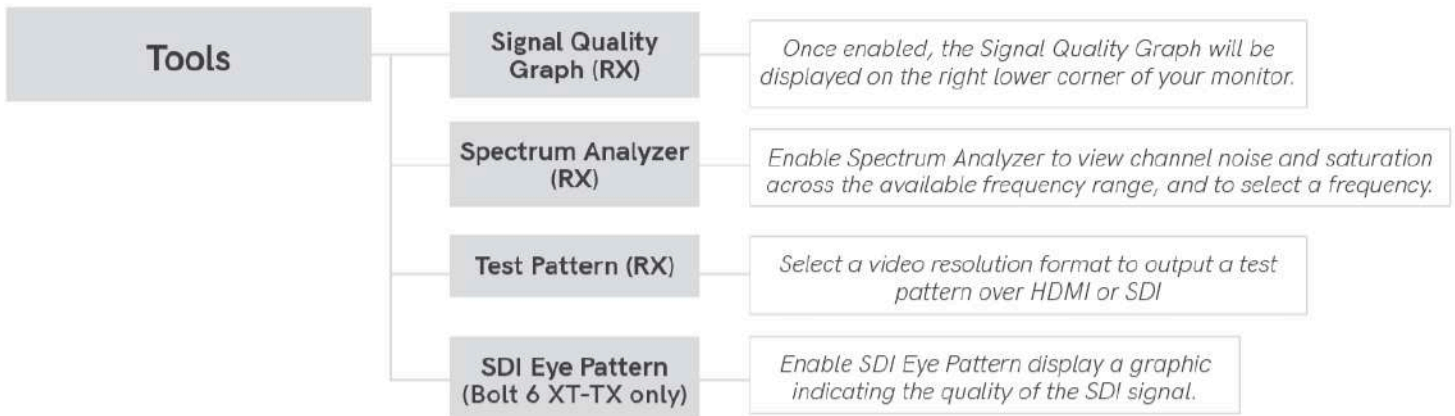 Tools
Signal Quality
Graph (RX)
Once enabled, the Signal Quality Graph will be
displayed on the right lower corner of your monitor.
Spectrum Analyzer
(RX)
Enable Spectrum Analyzer to view channel noise and saturation
across the available frequency range, and to select a frequency.
Test Pattern (RX)
Select a video resolution format to output a test
pattern over HDMI or SDI
SDI Eye Pattern
(Bolt 6 XT-TX only)
Enable SDI Eye Pattern display a graphic
indicating the quality of the SDI signal.